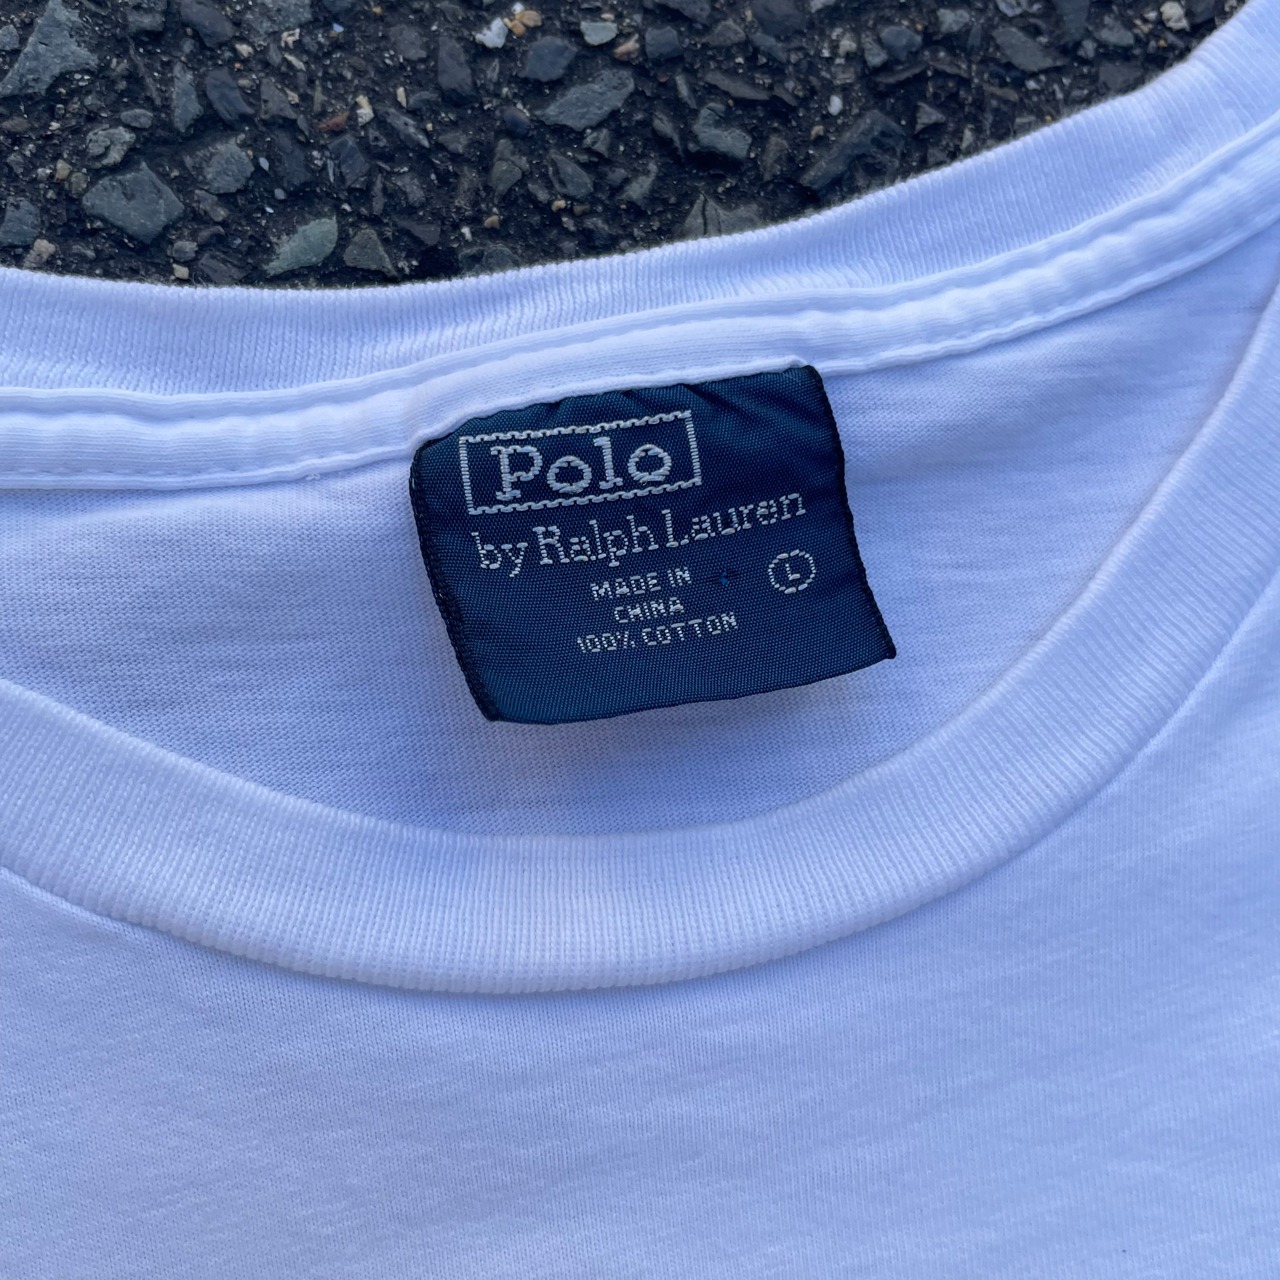 Polo
by Ralph Lauren
MADE IN L
CHINA
100% COTTON